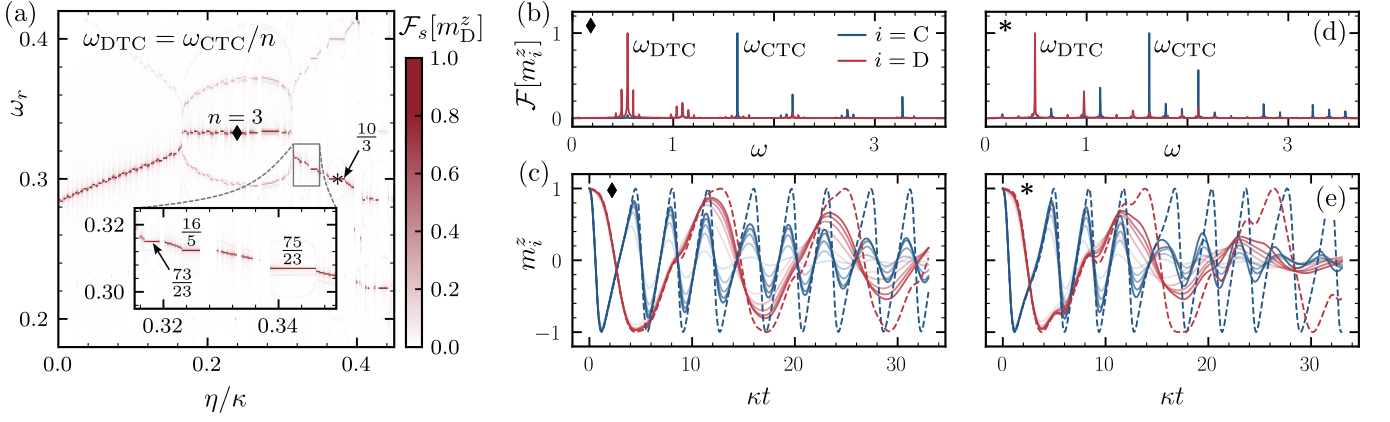 (a)
ω_DTC = ω_CTC/n
F_s[m_D^z]
ω_r
0.4
0.3
0.2
n = 3
10/3
1.0
0.8
0.6
0.4
0.2
0.0
0.32
0.30
16/5
75/23
73/23
0.32
0.34
0.0
0.2
0.4
η/κ
(b)
F[m_i^z]
1
0
ω_DTC
ω_CTC
i = C
i = D
0
1
3
ω
(c)
m_i^z
1
0
−1
0
10
20
30
κt
(d)
*
ω_DTC
ω_CTC
0
1
3
ω
(e)
*
0
10
20
30
κt